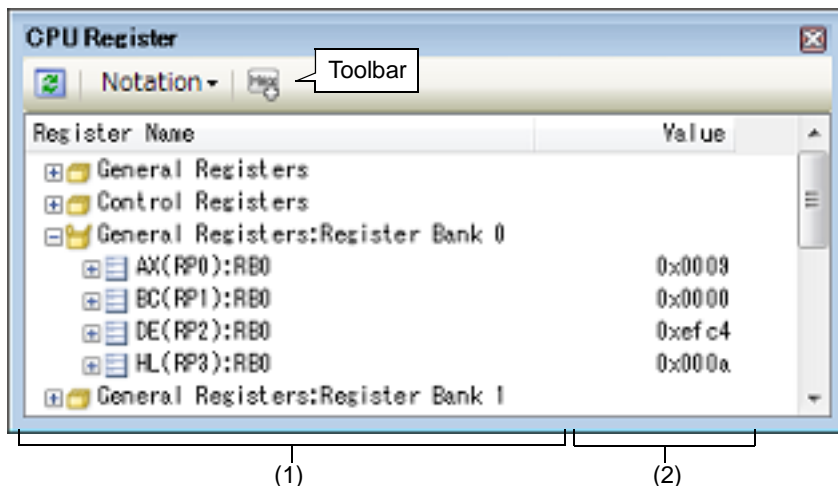 CPU Register
Notation
Hex
Toolbar
Register Name Value
General Registers
Control Registers
General Registers:Register Bank 0
AX(RP0):RB0 0x0009
BC(RP1):RB0 0x0000
DE(RP2):RB0 0xefc4
HL(RP3):RB0 0x000a
General Registers:Register Bank 1
(1) (2)